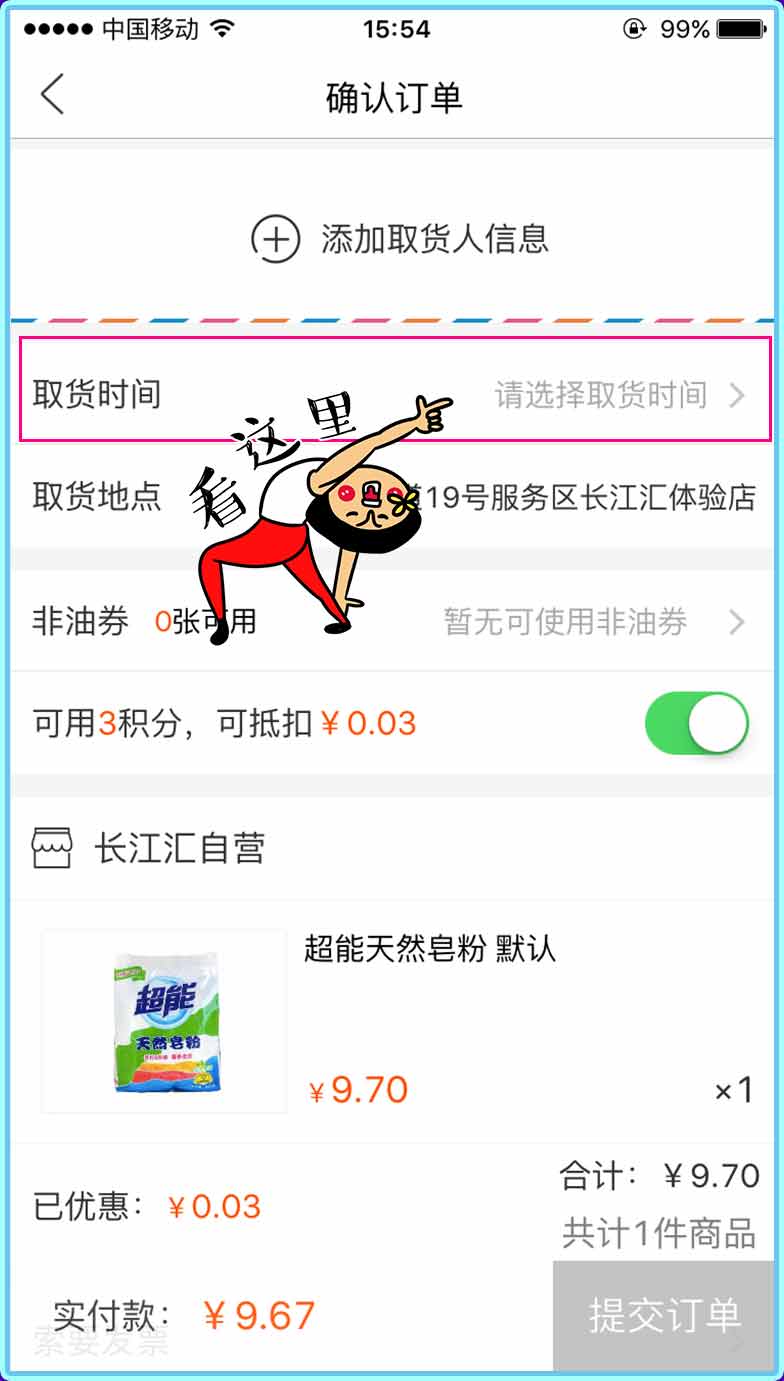 中国移动 15:54 99%
确认订单
添加取货人信息
取货时间 请选择取货时间
看这里
取货地点 道19号服务区长江汇体验店
非油券 0张可用 暂无可使用非油券
可用3积分，可抵扣¥0.03
长江汇自营
超能天然皂粉 默认
超能
天然皂粉
¥9.70 ×1
合计：¥9.70
已优惠：¥0.03
共计1件商品
实付款：¥9.67
提交订单
索要发票